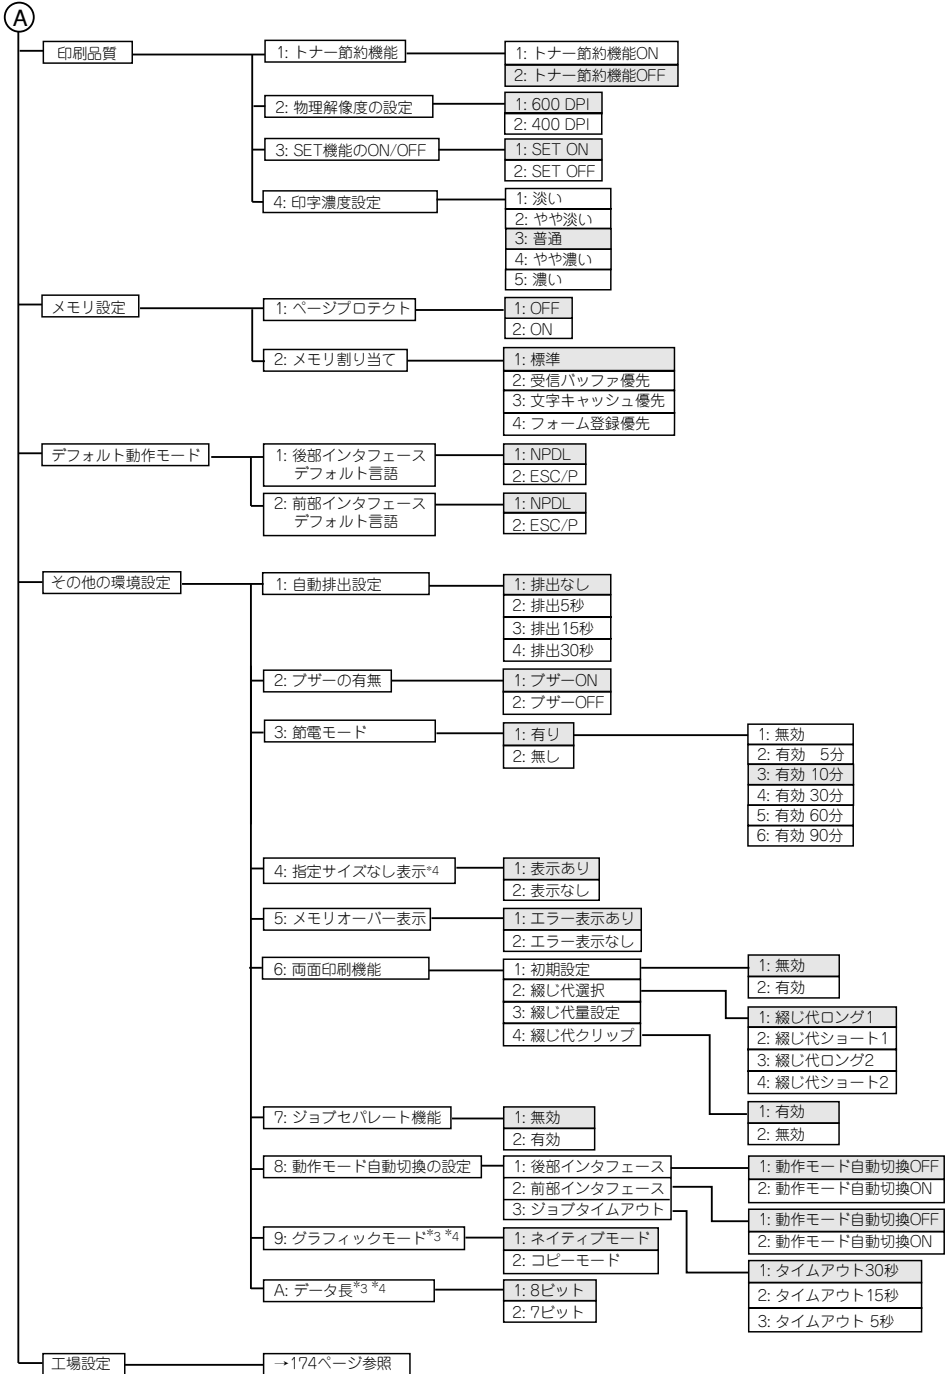 A
印刷品質
1: トナー節約機能
1: トナー節約機能ON
2: トナー節約機能OFF
2: 物理解像度の設定
1: 600 DPI
2: 400 DPI
3: SET機能のON/OFF
1: SET ON
2: SET OFF
4: 印字濃度設定
1: 淡い
2: やや淡い
3: 普通
4: やや濃い
5: 濃い
メモリ設定
1: ページプロテクト
1: OFF
2: ON
2: メモリ割り当て
1: 標準
2: 受信バッファ優先
3: 文字キャッシュ優先
4: フォーム登録優先
デフォルト動作モード
1: 後部インタフェース
デフォルト言語
1: NPDL
2: ESC/P
2: 前部インタフェース
デフォルト言語
1: NPDL
2: ESC/P
その他の環境設定
1: 自動排出設定
1: 排出なし
2: 排出5秒
3: 排出15秒
4: 排出30秒
2: ブザーの有無
1: ブザーON
2: ブザーOFF
3: 節電モード
1: 有り
2: 無し
1: 無効
2: 有効 5分
3: 有効 10分
4: 有効 30分
5: 有効 60分
6: 有効 90分
4: 指定サイズなし表示*4
1: 表示あり
2: 表示なし
5: メモリオーバー表示
1: エラー表示あり
2: エラー表示なし
6: 両面印刷機能
1: 初期設定
2: 綴じ代選択
3: 綴じ代量設定
4: 綴じ代クリップ
1: 無効
2: 有効
1: 綴じ代ロング1
2: 綴じ代ショート1
3: 綴じ代ロング2
4: 綴じ代ショート2
1: 有効
2: 無効
7: ジョブセパレート機能
1: 無効
2: 有効
8: 動作モード自動切換の設定
1: 後部インタフェース
2: 前部インタフェース
3: ジョブタイムアウト
1: 動作モード自動切換OFF
2: 動作モード自動切換ON
1: 動作モード自動切換OFF
2: 動作モード自動切換ON
1: タイムアウト30秒
2: タイムアウト15秒
3: タイムアウト 5秒
9: グラフィックモード*3 *4
1: ネイティブモード
2: コピーモード
A: データ長*3 *4
1: 8ビット
2: 7ビット
工場設定
→174ページ参照